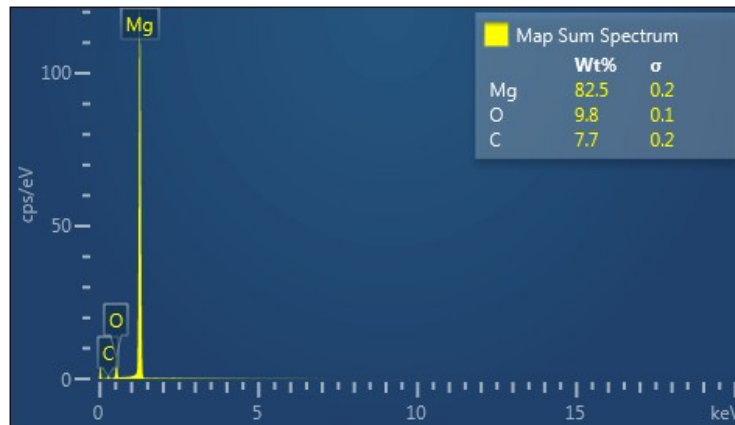 Mg
Map Sum Spectrum
Wt% σ
Mg 82.5 0.2
O 9.8 0.1
C 7.7 0.2
100
50
0
cps/eV
O
C
0 5 10 15 keV